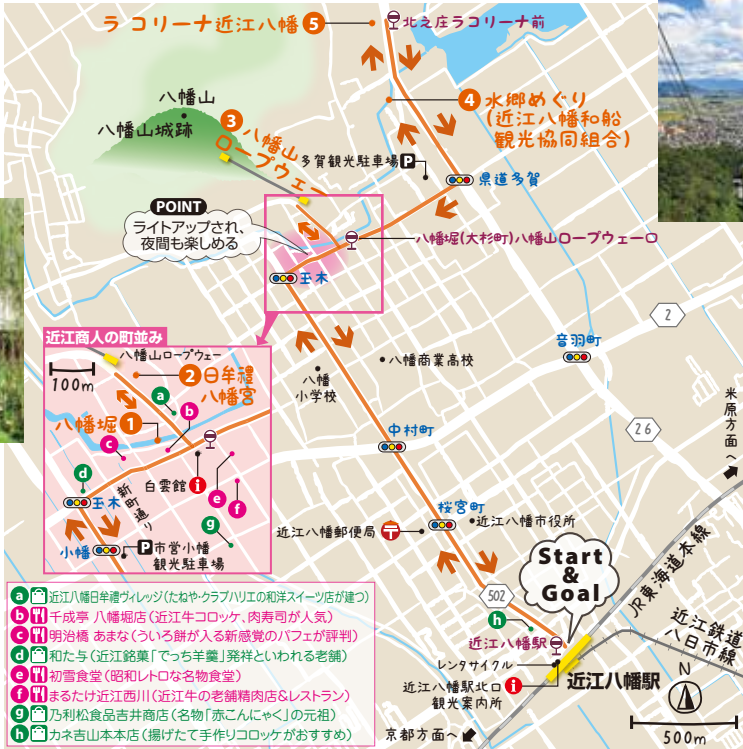 ラ コリーナ近江八幡 5
北之庄ラコリーナ前
八幡山
八幡山城跡
3 八幡山
ロープウェー
4 水郷めぐり
(近江八幡和船
観光協同組合)
多賀観光駐車場 P
県道多賀
POINT
ライトアップされ、
夜間も楽しめる
八幡堀(大杉町)八幡山ロープウェー口
玉木
2
音羽町
近江商人の町並み
八幡山ロープウェー
100m
2 日牟禮
八幡宮
a
b
八幡堀 1
c
白雲館 i
d
玉木
新町通り
e
f
g
小幡
P 市営小幡
観光駐車場
八幡商業高校
八幡
小学校
中村町
26
米原方面へ
桜宮町
近江八幡郵便局
近江八幡市役所
Start
&
Goal
502
h
JR東海道本線
近江鉄道
八日市線
近江八幡駅
レンタサイクル
近江八幡駅北口
観光案内所 i
近江八幡駅
京都方面へ
N
500m
a 近江八幡日牟禮ヴィレッジ(たねや・クラブハリエの和洋スイーツ店が建つ)
b 千成亭 八幡堀店(近江牛コロッケ、肉寿司が人気)
c 明治橋 あまな(ういろ餅が入る新感覚のパフェが評判)
d 和た与(近江銘菓「でっち羊羹」発祥といわれる老舗)
e 初雪食堂(昭和レトロな名物食堂)
f まるたけ近江西川(近江牛の老舗精肉店&レストラン)
g 乃利松食品吉井商店(名物「赤こんにゃく」の元祖)
h カネ吉山本本店(揚げたて手作りコロッケがおすすめ)